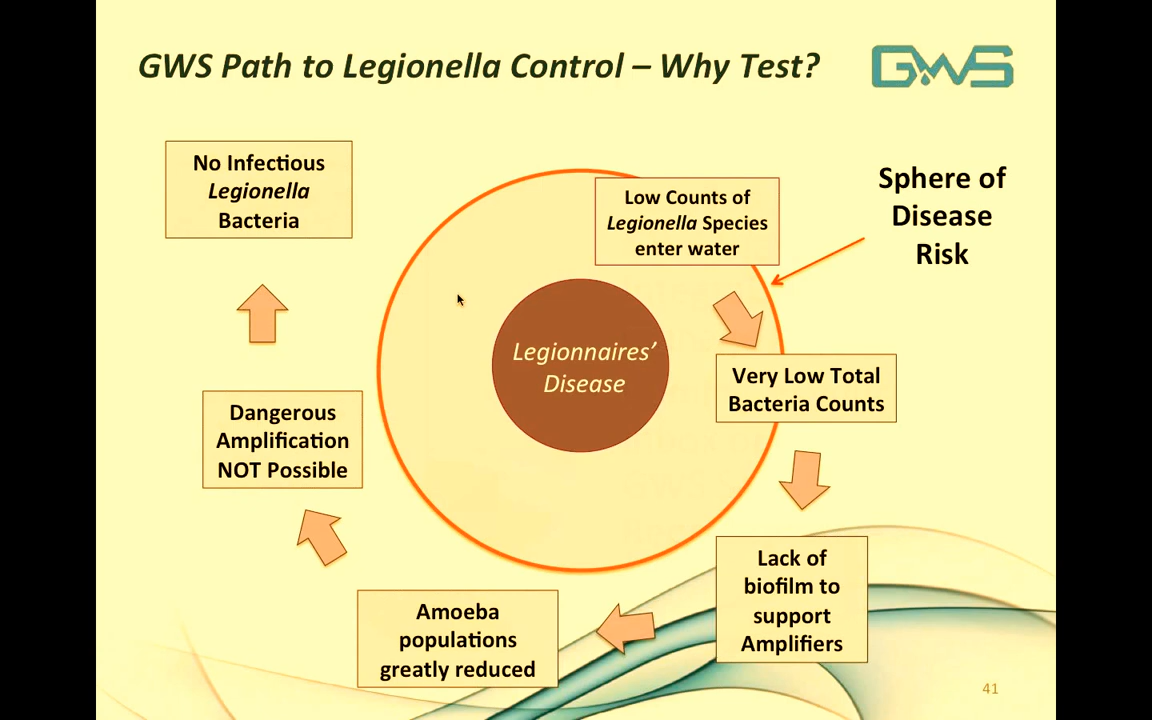 GWS Path to Legionella Control – Why Test?
GWS
No Infectious
Legionella
Bacteria
Low Counts of
Legionella Species
enter water
Sphere of
Disease
Risk
Legionnaires’
Disease
Very Low Total
Bacteria Counts
Dangerous
Amplification
NOT Possible
Lack of
biofilm to
support
Amplifiers
Amoeba
populations
greatly reduced
41